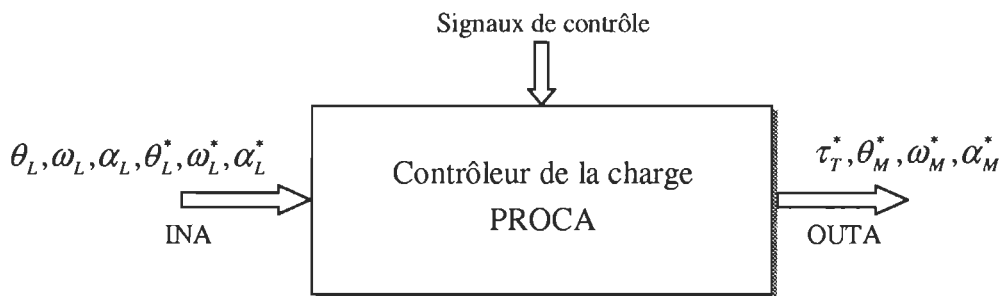 Signaux de contrôle
θ_L, ω_L, α_L, θ_L^*, ω_L^*, α_L^*
INA
Contrôleur de la charge
PROCA
τ_T^*, θ_M^*, ω_M^*, α_M^*
OUTA